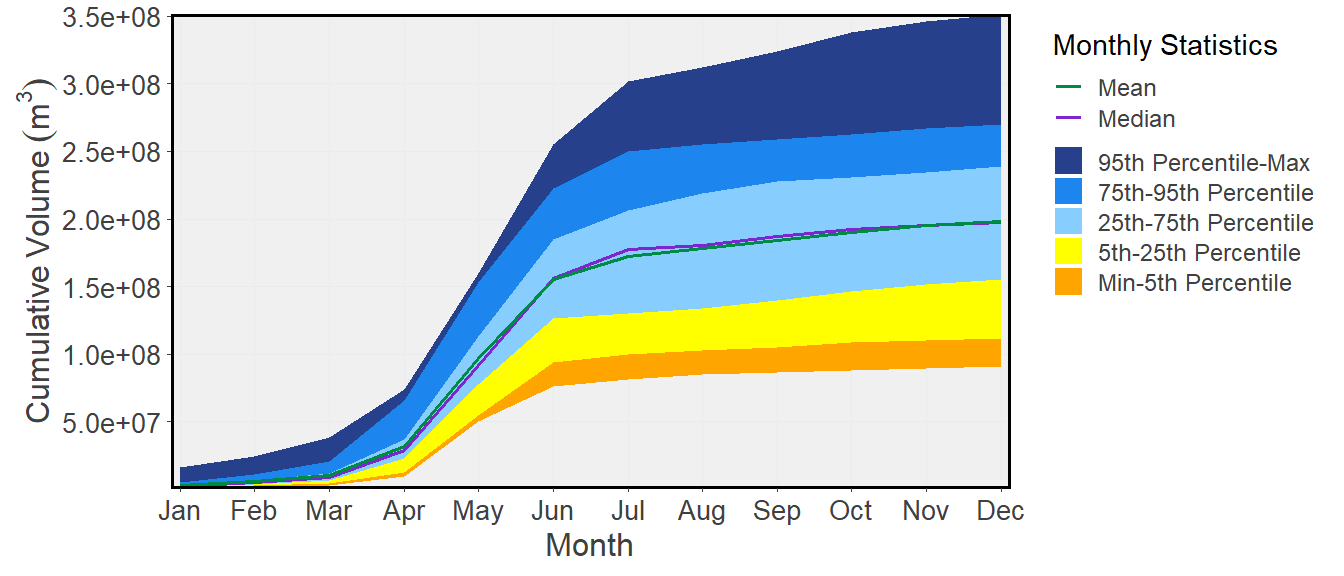 3.5e+08
3.0e+08
2.5e+08
2.0e+08
1.5e+08
1.0e+08
5.0e+07
Cumulative Volume (m³)
Jan Feb Mar Apr May Jun Jul Aug Sep Oct Nov Dec
Month
Monthly Statistics
Mean
Median
95th Percentile-Max
75th-95th Percentile
25th-75th Percentile
5th-25th Percentile
Min-5th Percentile